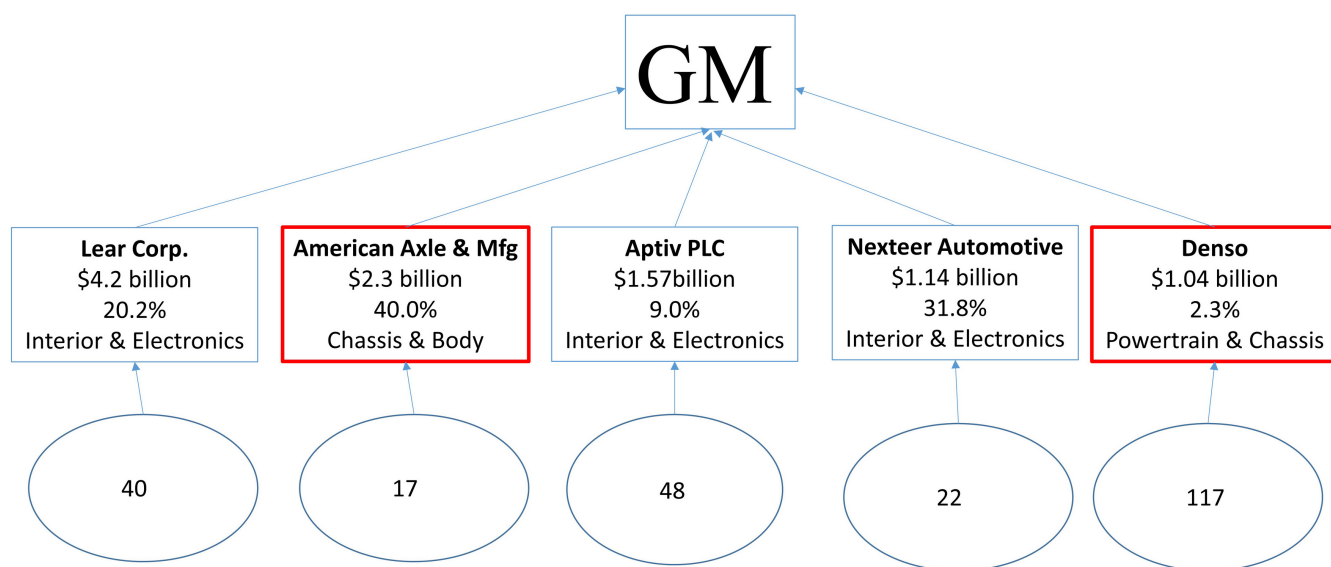 GM
Lear Corp.
$4.2 billion
20.2%
Interior & Electronics
American Axle & Mfg
$2.3 billion
40.0%
Chassis & Body
Aptiv PLC
$1.57billion
9.0%
Interior & Electronics
Nexteer Automotive
$1.14 billion
31.8%
Interior & Electronics
Denso
$1.04 billion
2.3%
Powertrain & Chassis
40
17
48
22
117